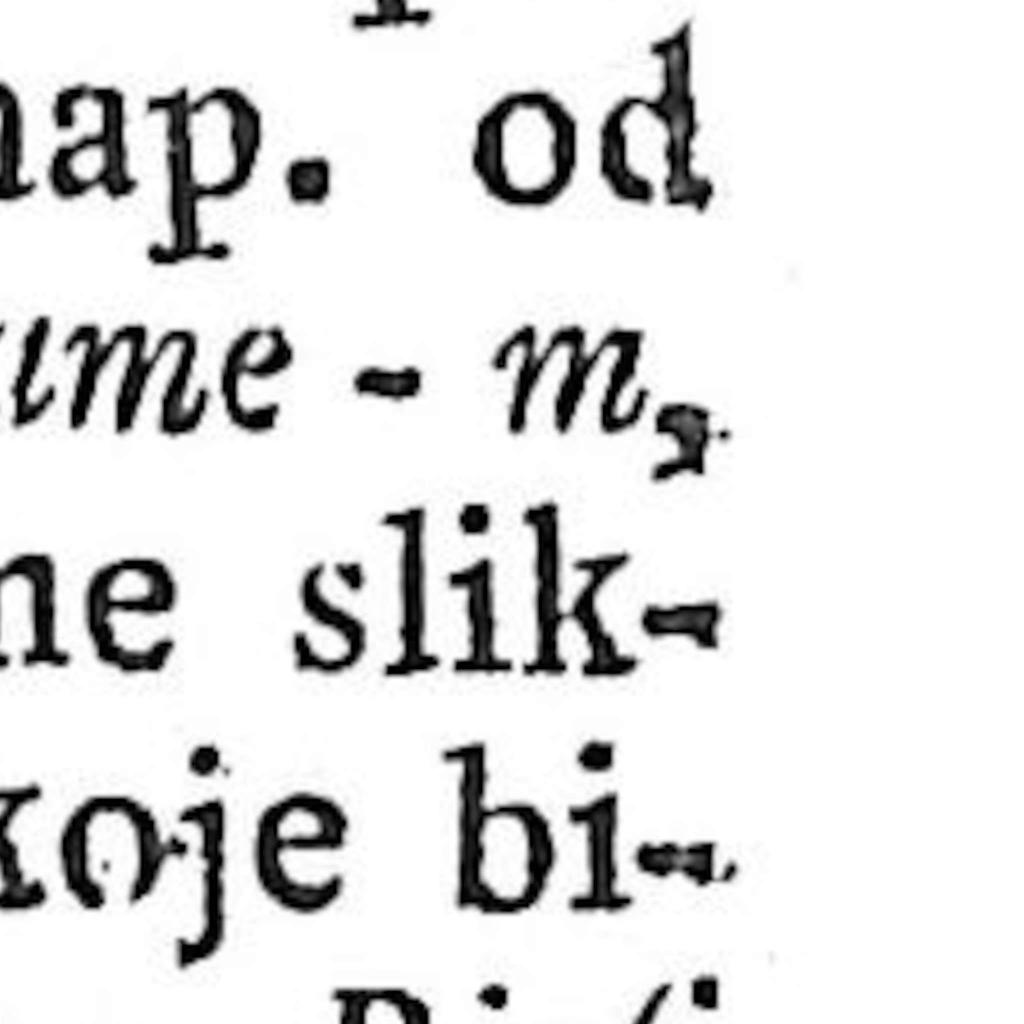 nap. od
ume - m,
ne slik-
koje bi-